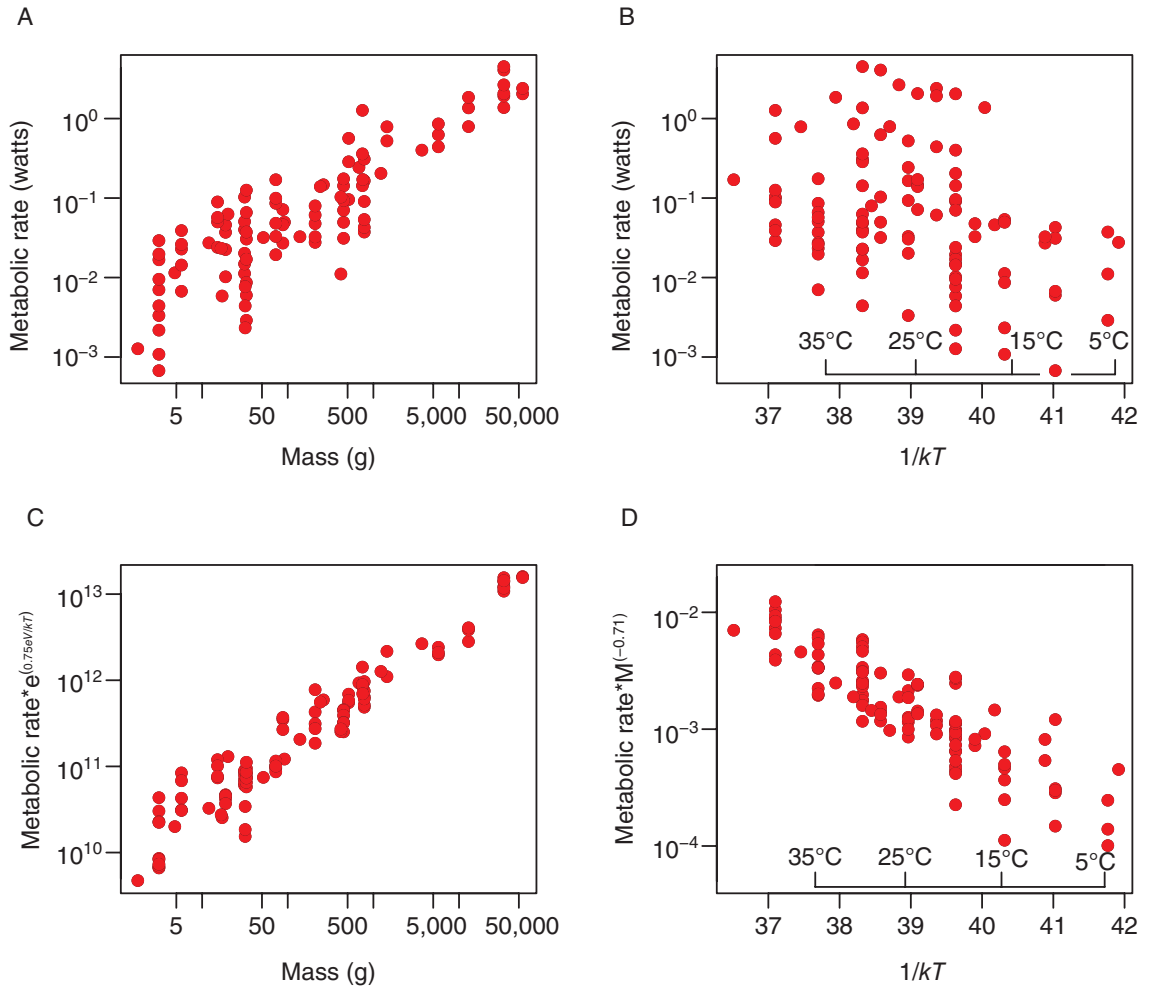 A
Metabolic rate (watts)
10^0
10^−1
10^−2
10^−3
5
50
500
5,000
50,000
Mass (g)
B
Metabolic rate (watts)
10^0
10^−1
10^−2
10^−3
35°C
25°C
15°C
5°C
37
38
39
40
41
42
1/kT
C
Metabolic rate*e^(0.75eV/kT)
10^13
10^12
10^11
10^10
5
50
500
5,000
50,000
Mass (g)
D
Metabolic rate*M^(−0.71)
10^−2
10^−3
10^−4
35°C
25°C
15°C
5°C
37
38
39
40
41
42
1/kT